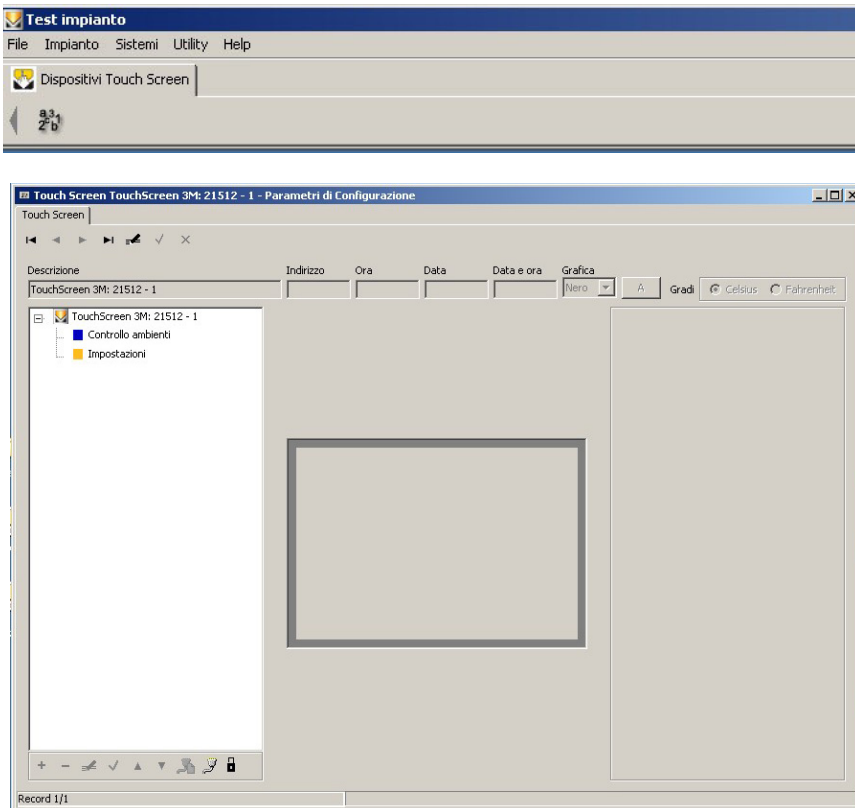 Test impianto
File Impianto Sistemi Utility Help
Dispositivi Touch Screen
Touch Screen TouchScreen 3M: 21512 - 1 - Parametri di Configurazione
Touch Screen
Descrizione Indirizzo Ora Data Data e ora Grafica
TouchScreen 3M: 21512 - 1 Nero A Gradi Celsius Fahrenheit
TouchScreen 3M: 21512 - 1
Controllo ambienti
Impostazioni
Record 1/1